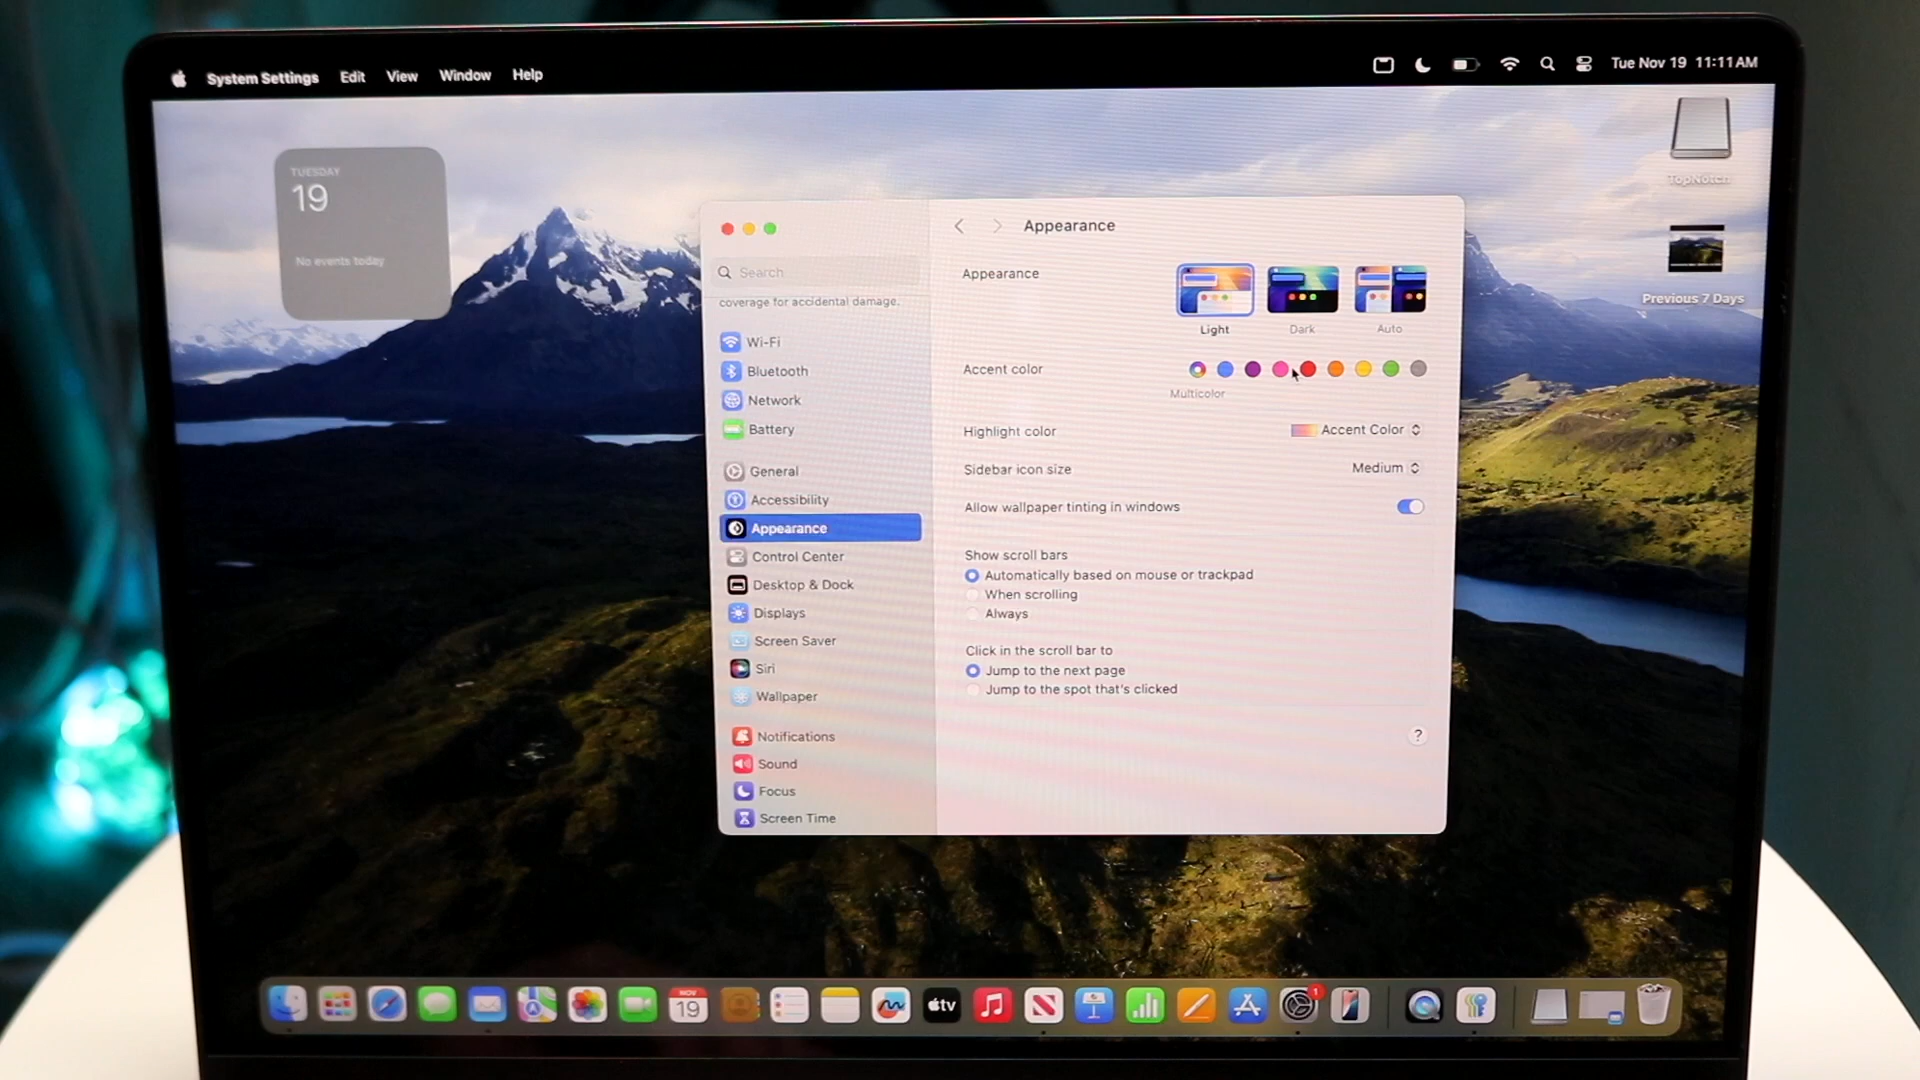 System Settings Edit View Window Help
Tue Nov 19 11:11 AM
TUESDAY
19
No events today
TopNotch
Previous 7 Days
Search
coverage for accidental damage.
Wi-Fi
Bluetooth
Network
Battery
General
Accessibility
Appearance
Control Center
Desktop & Dock
Displays
Screen Saver
Siri
Wallpaper
Notifications
Sound
Focus
Screen Time
Appearance
Appearance
Light Dark Auto
Accent color
Multicolor
Highlight color Accent Color
Sidebar icon size Medium
Allow wallpaper tinting in windows
Show scroll bars
Automatically based on mouse or trackpad
When scrolling
Always
Click in the scroll bar to
Jump to the next page
Jump to the spot that's clicked
?
NOV
19
tv
1